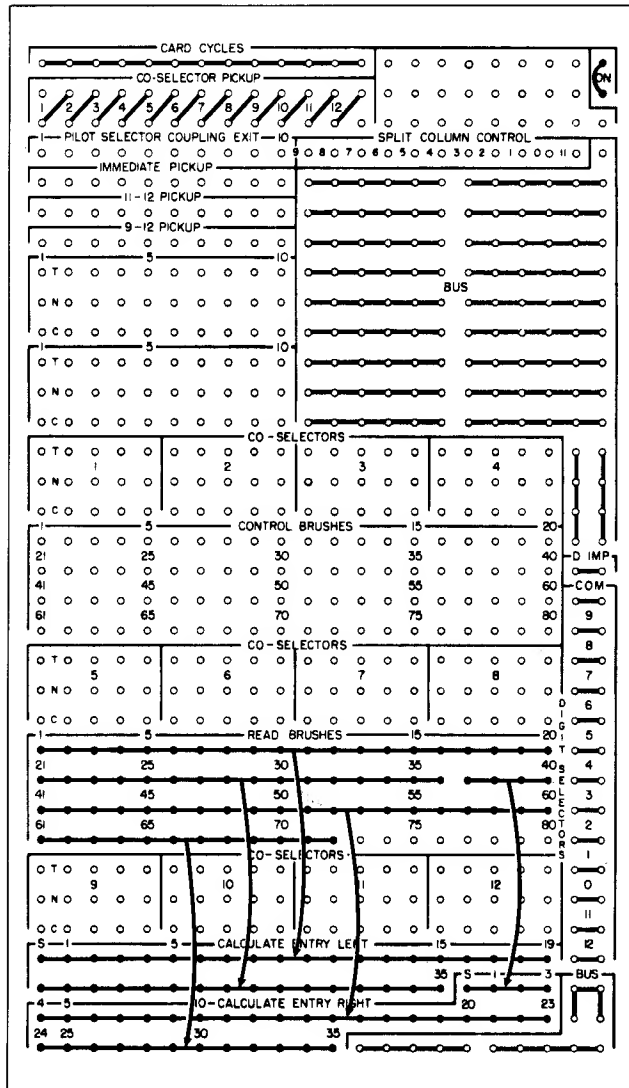 CARD CYCLES
CO-SELECTOR PICKUP
ON
1 2 3 4 5 6 7 8 9 10 11 12
1 PILOT SELECTOR COUPLING EXIT 10 SPLIT COLUMN CONTROL
9 8 7 6 5 4 3 2 1 0 11
IMMEDIATE PICKUP
11-12 PICKUP
9-12 PICKUP
1 5 10
T
N BUS
C
1 5 10
T
N
C
CO-SELECTORS
T
1 2 3 4
N
C
1 5 CONTROL BRUSHES 15 20
21 25 30 35 40 D IMP
41 45 50 55 60 COM
61 65 70 75 80 9
CO-SELECTORS 8
T
5 6 7 8 7
N
6
C
DIGIT SELECTORS
1 5 READ BRUSHES 15 20 5
21 25 30 35 40 4
41 45 50 55 60 3
61 65 70 75 80 2
CO-SELECTORS 1
T
9 10 11 12 0
N
11
C
S 1 5 CALCULATE ENTRY LEFT 15 19 12
35 S 1 3 BUS
4 5 10 CALCULATE ENTRY RIGHT 20 23
24 25 30 35